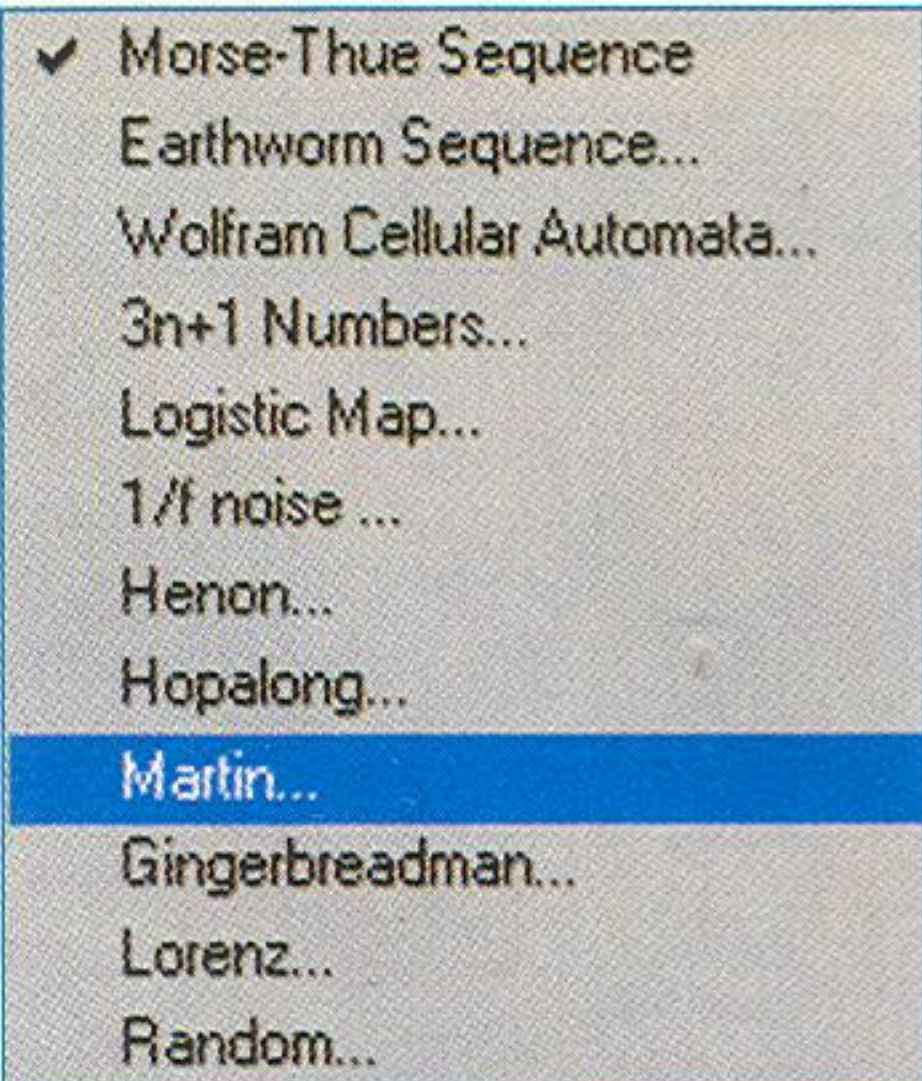 Morse-Thue Sequence
Earthworm Sequence...
Wolfram Cellular Automata...
3n+1 Numbers...
Logistic Map...
1/f noise ...
Henon...
Hopalong...
Martin...
Gingerbreadman...
Lorenz...
Random...